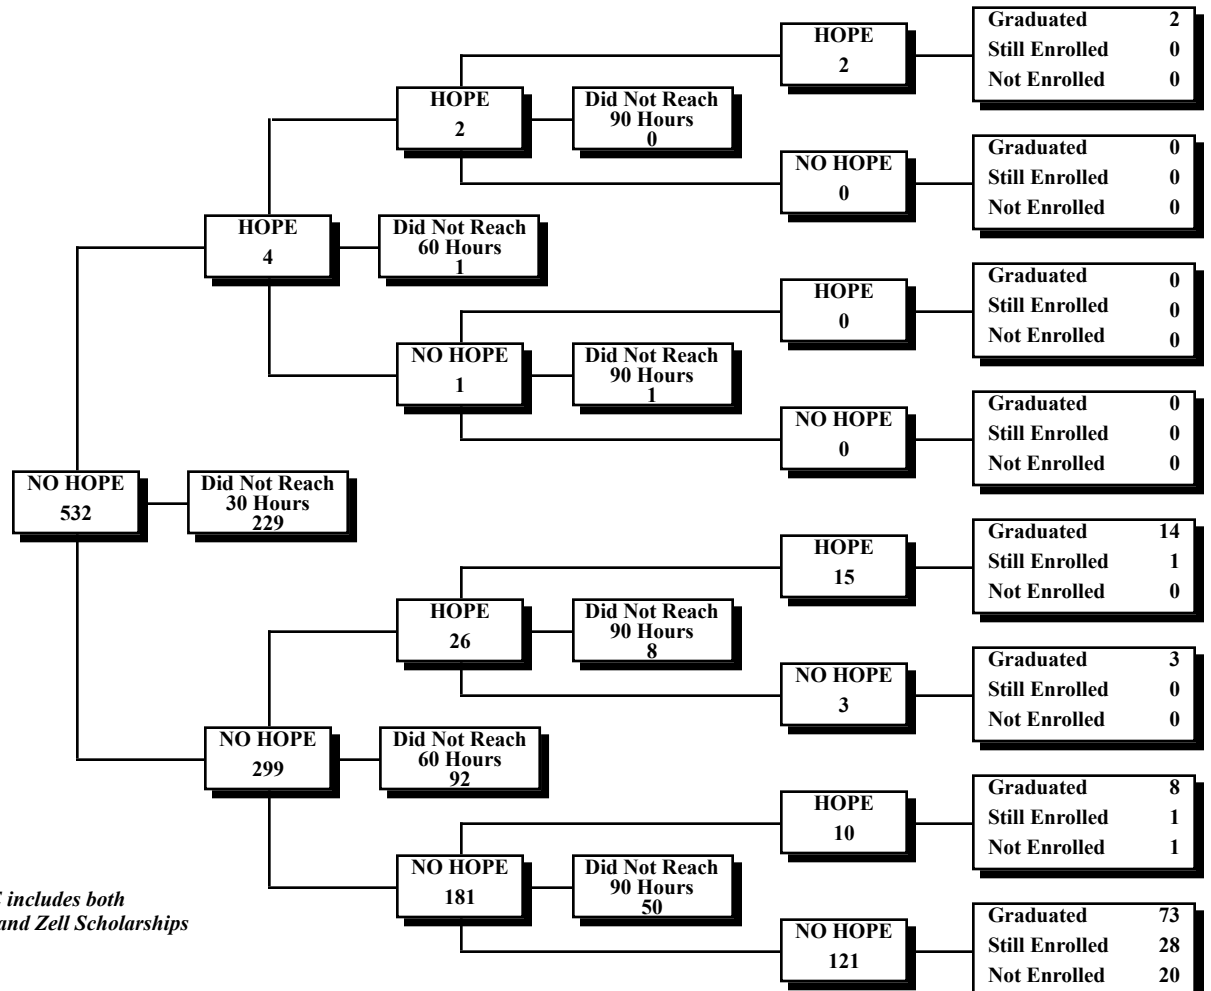 Graduated 2
Still Enrolled 0
Not Enrolled 0
HOPE
2
HOPE
2
Did Not Reach
90 Hours
0
NO HOPE
0
Graduated 0
Still Enrolled 0
Not Enrolled 0
HOPE
4
Did Not Reach
60 Hours
1
HOPE
0
Graduated 0
Still Enrolled 0
Not Enrolled 0
NO HOPE
1
Did Not Reach
90 Hours
1
NO HOPE
0
Graduated 0
Still Enrolled 0
Not Enrolled 0
NO HOPE
532
Did Not Reach
30 Hours
229
HOPE
15
Graduated 14
Still Enrolled 1
Not Enrolled 0
HOPE
26
Did Not Reach
90 Hours
8
NO HOPE
3
Graduated 3
Still Enrolled 0
Not Enrolled 0
NO HOPE
299
Did Not Reach
60 Hours
92
HOPE
10
Graduated 8
Still Enrolled 1
Not Enrolled 1
NO HOPE
181
Did Not Reach
90 Hours
50
NO HOPE
121
Graduated 73
Still Enrolled 28
Not Enrolled 20
includes both
and Zell Scholarships